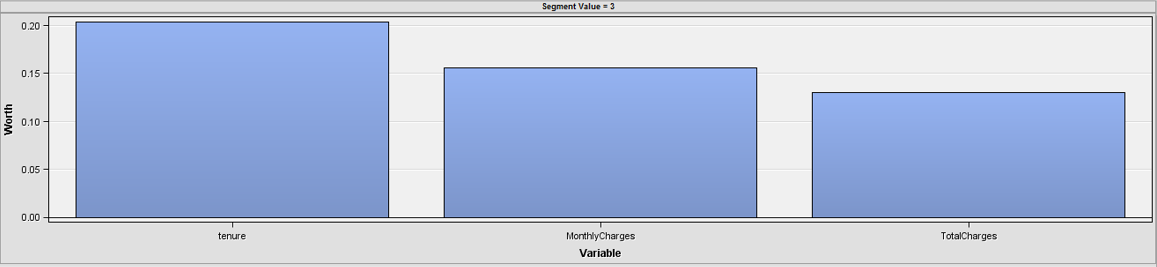 Segment Value = 3
0.20
0.15
0.10
0.05
0.00
Worth
tenure MonthlyCharges TotalCharges
Variable